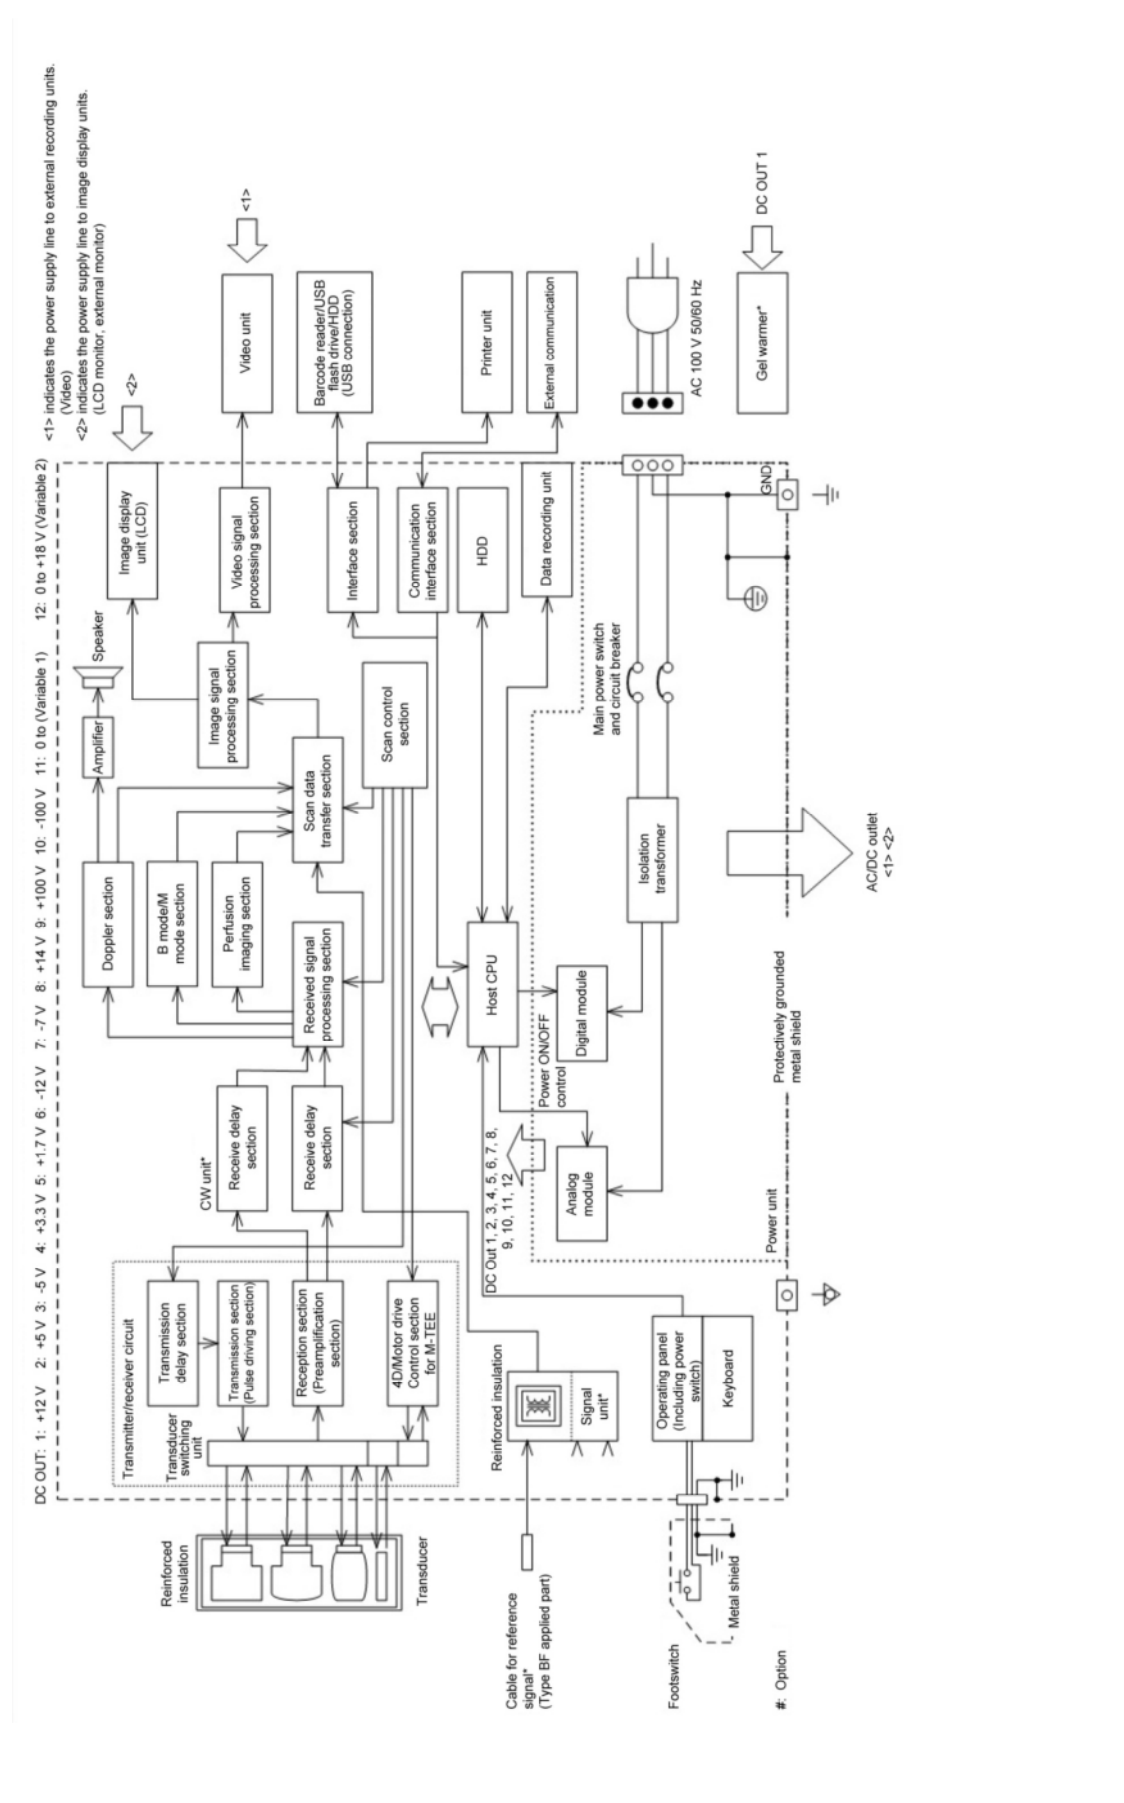 <1> indicates the power supply line to external recording units.
(Video)
<2> indicates the power supply line to image display units.
(LCD monitor, external monitor)
DC OUT: 1: +12 V 2: +5 V 3: -5 V 4: +3.3 V 5: +1.7 V 6: -12 V 7: -7 V 8: +14 V 9: +100 V 10: -100 V 11: 0 to (Variable 1) 12: 0 to +18 V (Variable 2)
Reinforced
insulation
Transducer
Transmitter/receiver circuit
Transducer
switching
unit
Transmission
delay section
Transmission section
(Pulse driving section)
Reception section
(Preamplification
section)
4D/Motor drive
Control section
for M-TEE
CW unit*
Receive delay
section
Receive delay
section
Received signal
processing section
Doppler section
B mode/M
mode section
Perfusion
imaging section
Amplifier
Speaker
Scan data
transfer section
Scan control
section
Image signal
processing section
Image display
unit (LCD)
<2>
Video signal
processing section
Video unit
<1>
Interface section
Barcode reader/USB
flash drive/HDD
(USB connection)
Communication
interface section
Printer unit
External communication
HDD
Data recording unit
Host CPU
Cable for reference
signal*
(Type BF applied part)
Reinforced insulation
Signal
unit*
DC Out 1, 2, 3, 4, 5, 6, 7, 8,
9, 10, 11, 12
Power ON/OFF
control
Analog
module
Digital module
Isolation
transformer
Main power switch
and circuit breaker
AC 100 V 50/60 Hz
GND
Gel warmer*
DC OUT 1
Footswitch
Metal shield
Operating panel
(Including power
switch)
Keyboard
Power unit
Protectively grounded
metal shield
AC/DC outlet
<1> <2>
#: Option